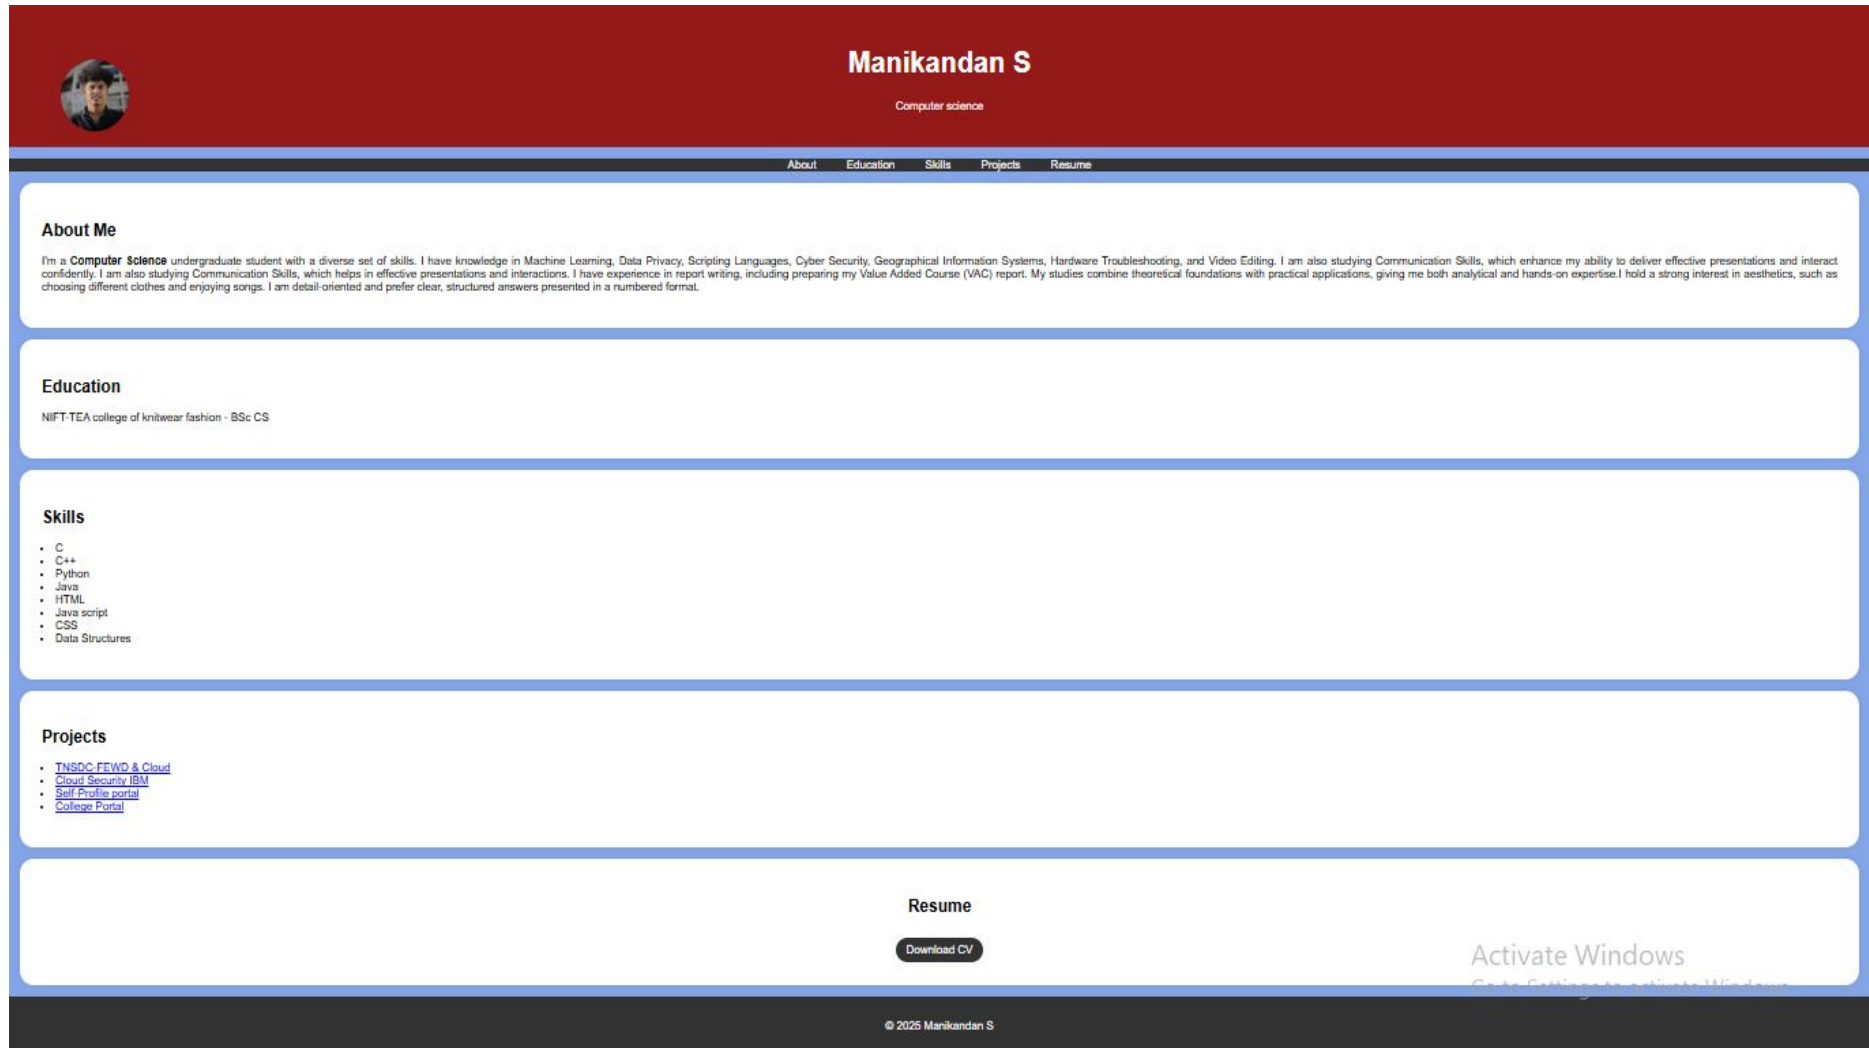 Manikandan S
Computer science
About Education Skills Projects Resume
About Me
I'm a Computer Science undergraduate student with a diverse set of skills. I have knowledge in Machine Learning, Data Privacy, Scripting Languages, Cyber Security, Geographical Information Systems, Hardware Troubleshooting, and Video Editing. I am also studying Communication Skills, which enhance my ability to deliver effective presentations and interact
confidently. I am also studying Communication Skills, which helps in effective presentations and interactions. I have experience in report writing, including preparing my Value Added Course (VAC) report. My studies combine theoretical foundations with practical applications, giving me both analytical and hands-on expertise.I hold a strong interest in aesthetics, such as
choosing different clothes and enjoying songs. I am detail-oriented and prefer clear, structured answers presented in a numbered format.
Education
NIFT-TEA college of knitwear fashion - BSc CS
Skills
• C
• C++
• Python
• Java
• HTML
• Java script
• CSS
• Data Structures
Projects
• TNSDC-FEWD & Cloud
• Cloud Security IBM
• Self-Profile portal
• College Portal
Resume
Download CV
Activate Windows
Go to Settings to activate Windows.
© 2025 Manikandan S